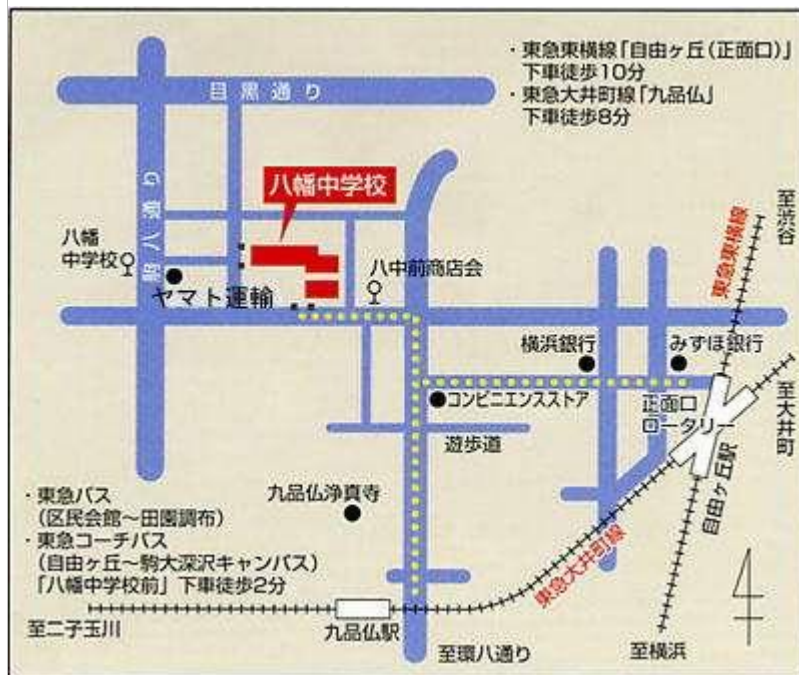 ・東急東横線「自由ヶ丘(正面口)」
下車徒歩10分
・東急大井町線「九品仏」
下車徒歩8分
目黒通り
駒八通り
八幡中学校
八幡
中学校
ヤマト運輸
八中前商店会
至渋谷
東急東横線
横浜銀行
みずほ銀行
コンビニエンスストア
正面口
ロータリー
至大井町
遊歩道
自由ヶ丘駅
九品仏浄真寺
・東急バス
(区民会館〜田園調布)
・東急コーチバス
(自由ヶ丘〜駒大深沢キャンバス)
「八幡中学校前」下車徒歩2分
東急大井町線
至二子玉川
九品仏駅
至環八通り
至横浜